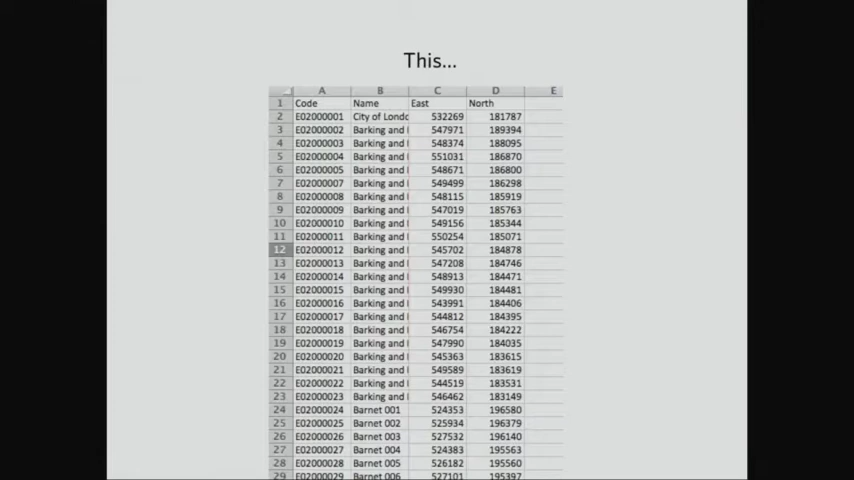 This...
A B C D E
1 Code Name East North
2 E02000001 City of Londo 532269 181787
3 E02000002 Barking and 547971 189394
4 E02000003 Barking and 548374 188095
5 E02000004 Barking and 551031 186870
6 E02000005 Barking and 548671 186800
7 E02000007 Barking and 549499 186298
8 E02000008 Barking and 548115 185919
9 E02000009 Barking and 547019 185763
10 E02000010 Barking and 549156 185344
11 E02000011 Barking and 550254 185071
12 E02000012 Barking and 545702 184878
13 E02000013 Barking and 547208 184746
14 E02000014 Barking and 548913 184471
15 E02000015 Barking and 549930 184481
16 E02000016 Barking and 543991 184406
17 E02000017 Barking and 544812 184395
18 E02000018 Barking and 546754 184222
19 E02000019 Barking and 547990 184035
20 E02000020 Barking and 545363 183615
21 E02000021 Barking and 549589 183619
22 E02000022 Barking and 544519 183531
23 E02000023 Barking and 546462 183149
24 E02000024 Barnet 001 524353 196580
25 E02000025 Barnet 002 525934 196379
26 E02000026 Barnet 003 527532 196140
27 E02000027 Barnet 004 524383 195563
28 E02000028 Barnet 005 526182 195560
29 E02000029 Barnet 006 527101 195397